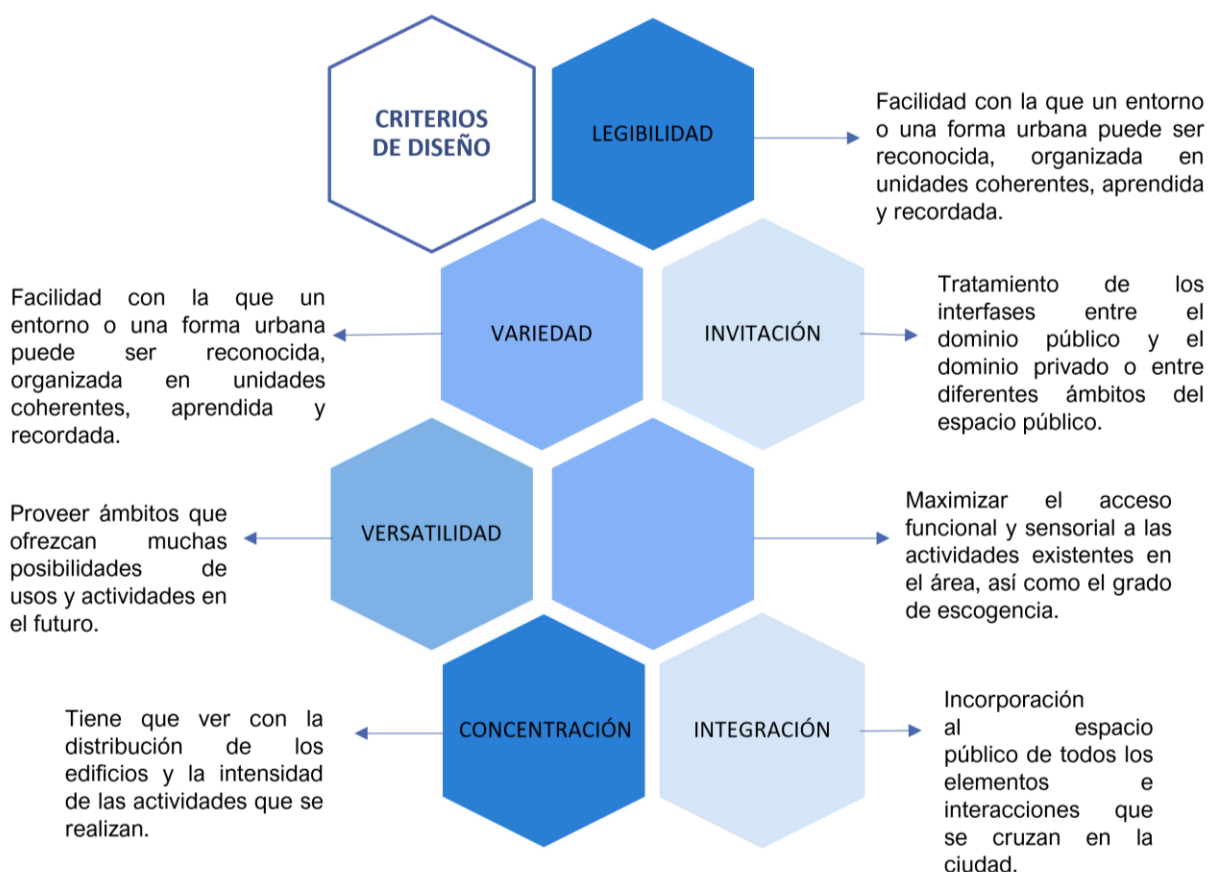 CRITERIOS
DE DISEÑO
LEGIBILIDAD
Facilidad con la que un entorno
o una forma urbana puede ser
reconocida, organizada en
unidades coherentes, aprendida
y recordada.
VARIEDAD
Facilidad con la que un
entorno o una forma urbana
puede ser reconocida,
organizada en unidades
coherentes, aprendida y
recordada.
INVITACIÓN
Tratamiento de los
interfases entre el
dominio público y el
dominio privado o entre
diferentes ámbitos del
espacio público.
VERSATILIDAD
Proveer ámbitos que
ofrezcan muchas
posibilidades de
usos y actividades en
el futuro.
Maximizar el acceso
funcional y sensorial a las
actividades existentes en
el área, así como el grado
de escogencia.
CONCENTRACIÓN
Tiene que ver con la
distribución de los
edificios y la intensidad
de las actividades que se
realizan.
INTEGRACIÓN
Incorporación
al espacio
público de todos los
elementos e
interacciones que
se cruzan en la
ciudad.